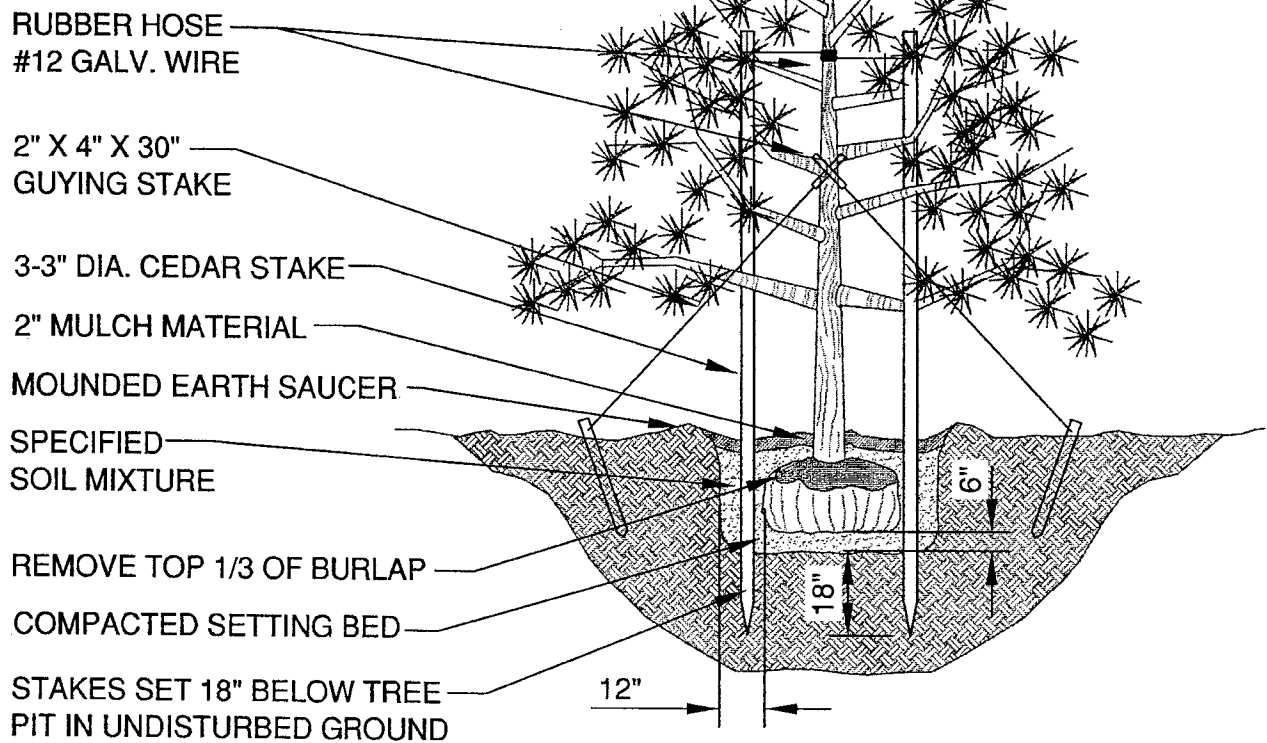 RUBBER HOSE
#12 GALV. WIRE
2" X 4" X 30"
GUYING STAKE
3-3" DIA. CEDAR STAKE
2" MULCH MATERIAL
MOUNDED EARTH SAUCER
SPECIFIED
SOIL MIXTURE
REMOVE TOP 1/3 OF BURLAP
COMPACTED SETTING BED
STAKES SET 18" BELOW TREE
PIT IN UNDISTURBED GROUND
12"
18"
6"